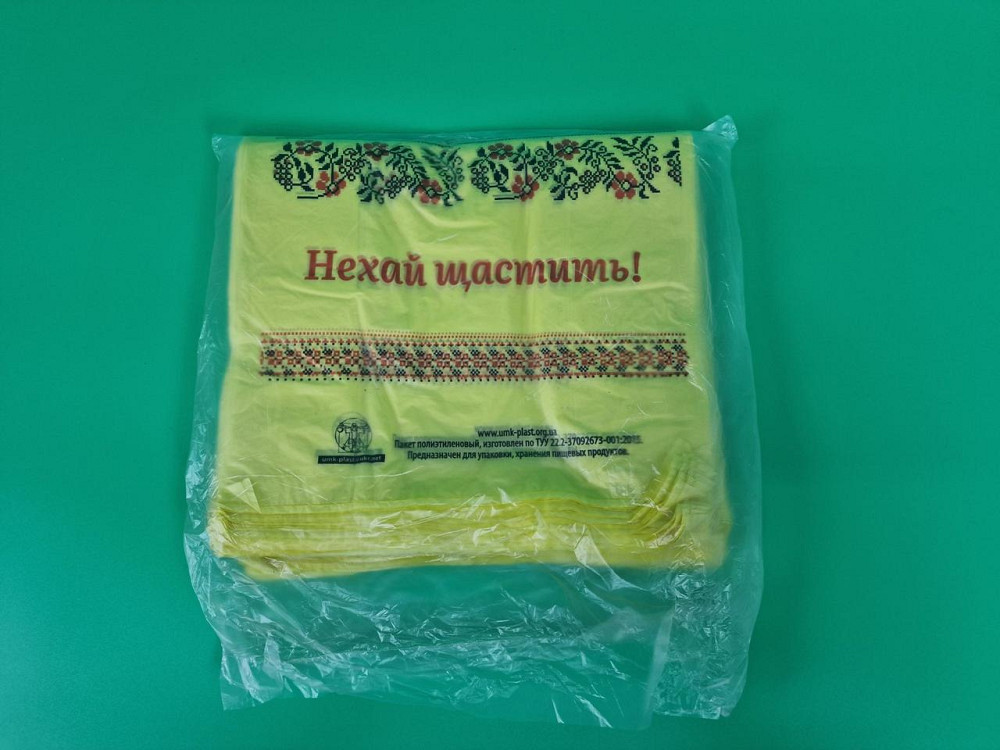 Нехай щастить!
www.umk-plast.org.ua
Пакет полиэтиленовый, изготовлен по ТУУ 22.2-37092673-001:2015.
Предназначен для упаковки, хранения пищевых продуктов.